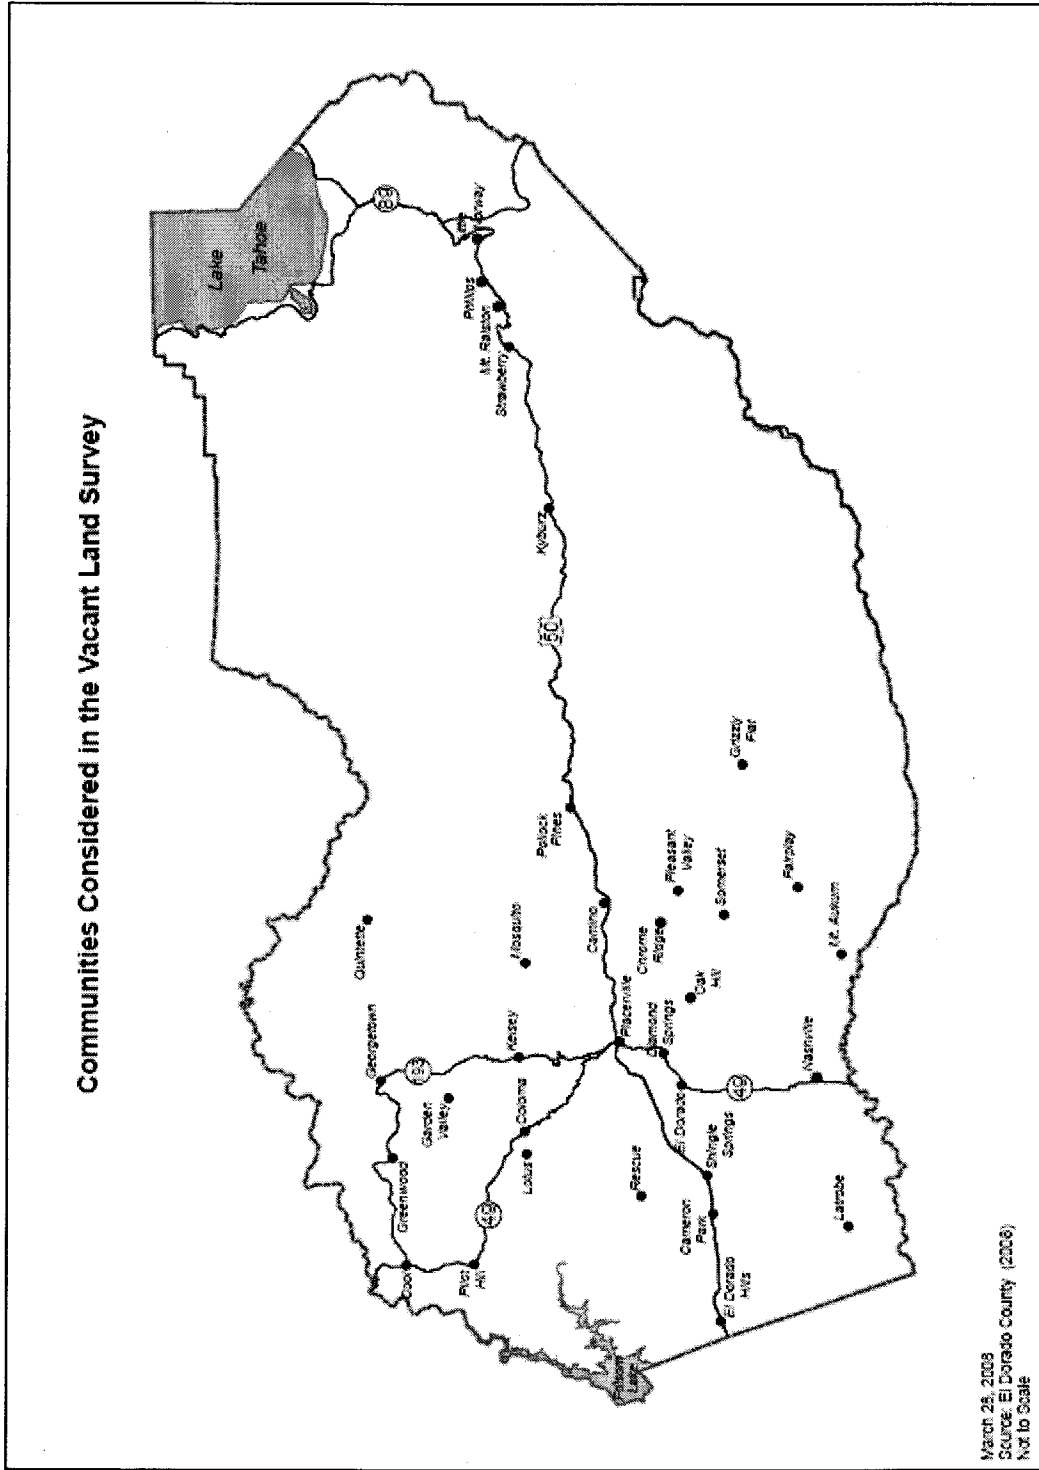 Communities Considered in the Vacant Land Survey
Lake
Tahoe
89
Phillips
Mt. Ralston
Strawberry
Kyburz
50
Pollock
Pines
Grizzly
Flat
Quintette
Mosquito
Camino
Pleasant
Valley
Chrome
Ridge
Somerset
Fairplay
Mt. Aukum
Oak
Hill
Georgetown
193
Kelsey
Placerville
Diamond
Springs
Nashville
Garden
Valley
Coloma
El Dorado
49
Greenwood
Lotus
Rescue
Shingle
Springs
Latrobe
49
Cameron
Park
Cool
Pilot
Hill
El Dorado
Hills
Folsom
Lake
March 28, 2008
Source: El Dorado County (2008)
Not to Scale